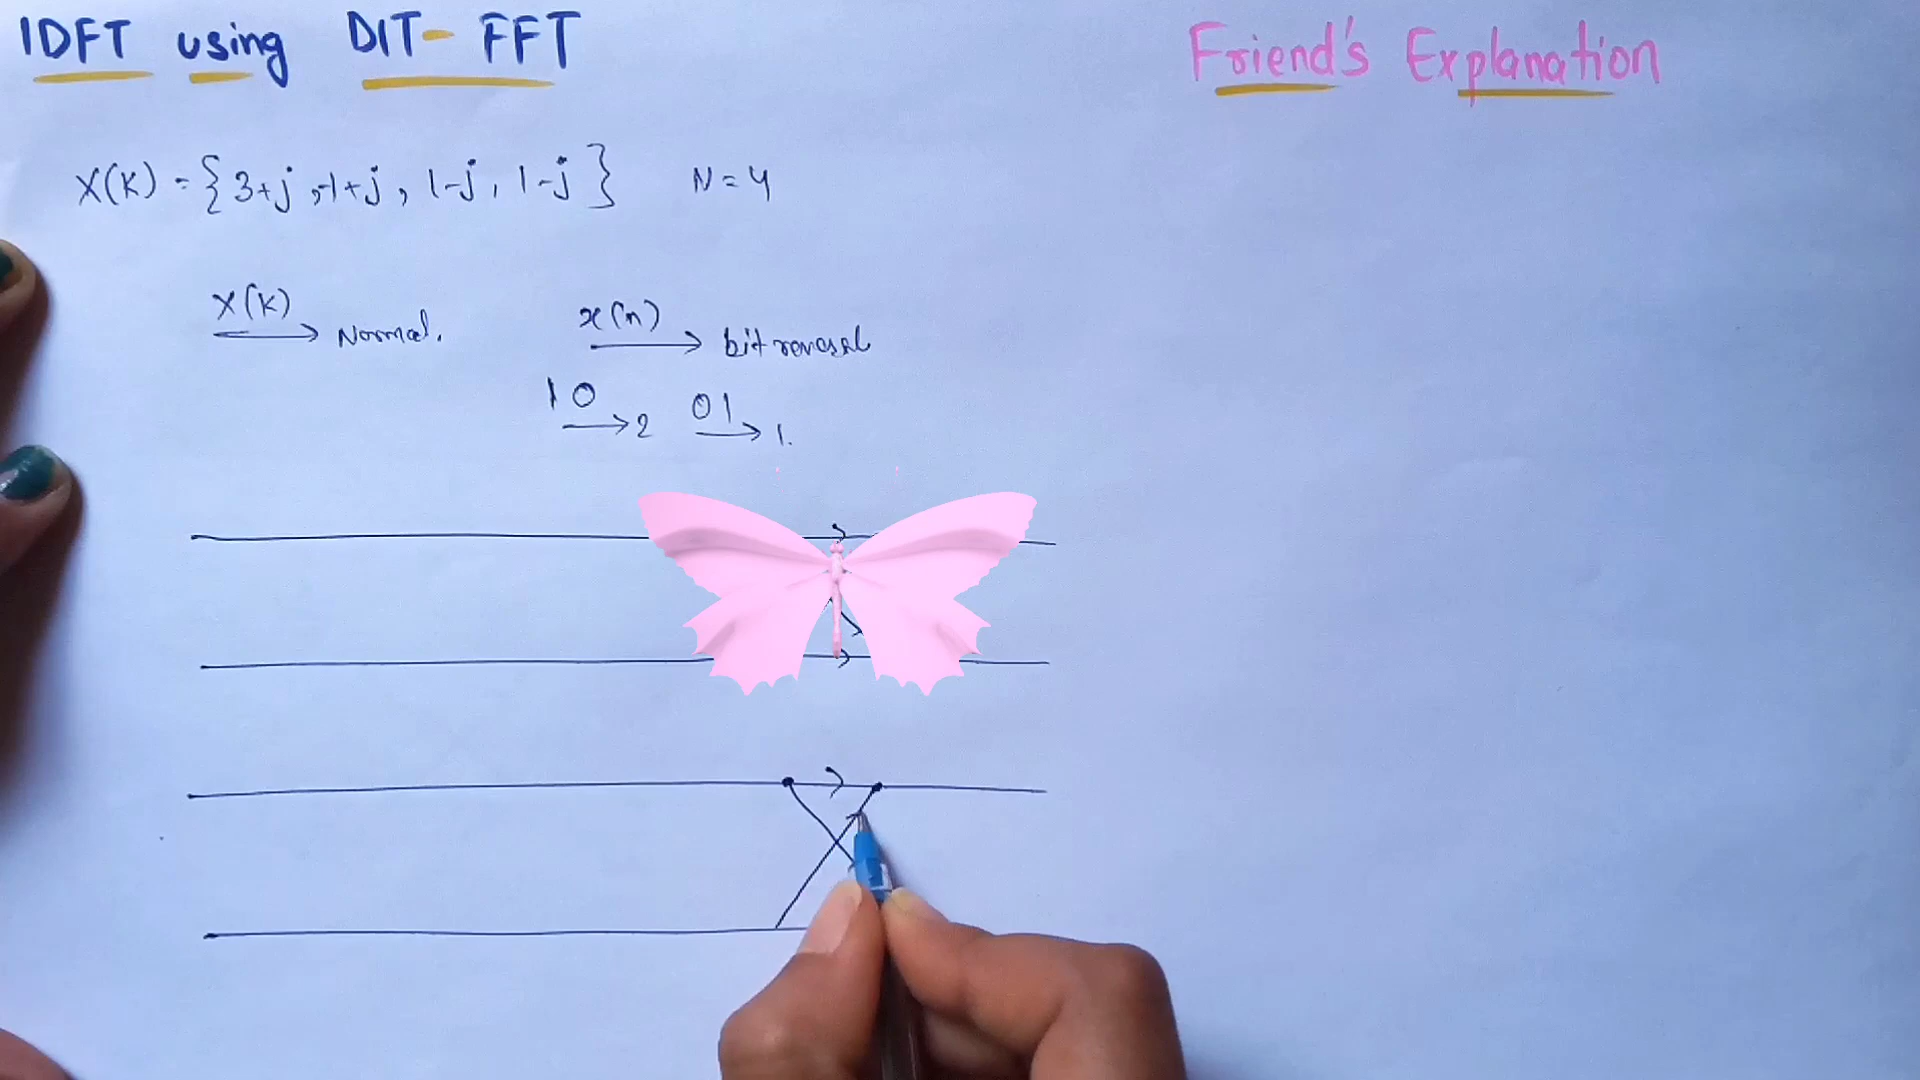 IDFT using DIT-FFT
Friend's Explanation
X(K) = {3+j, -1+j, 1-j, 1-j} N=4
X(K) → Normal.
x(n) → bit reversal
10 → 2 01 → 1.